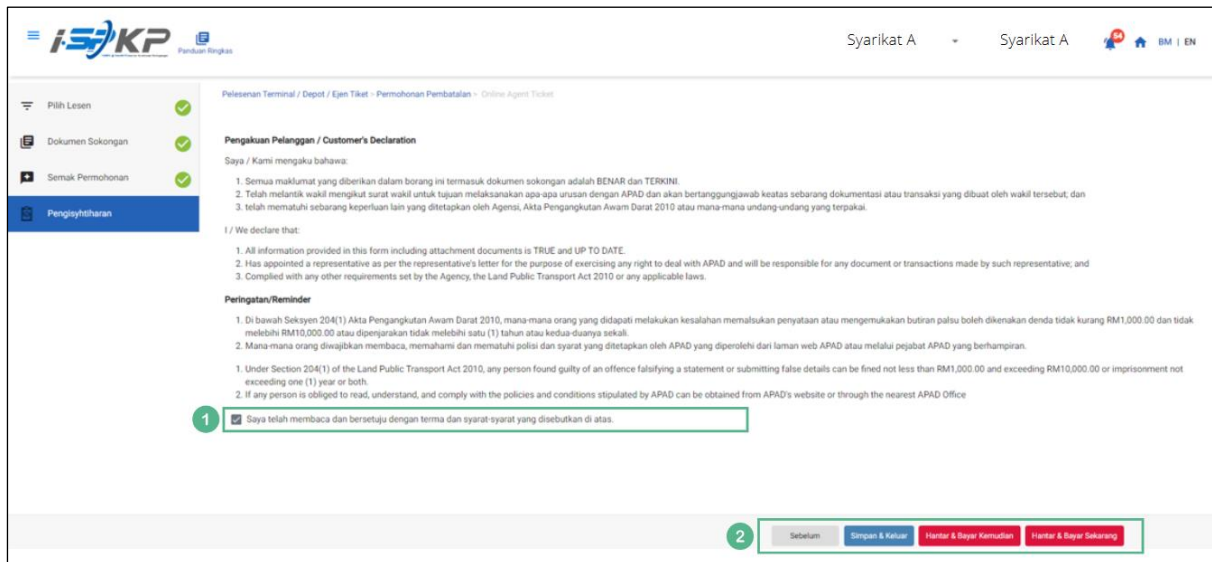 i-SPKP
Panduan Ringkas
Syarikat A
Syarikat A
54
BM | EN
Pilih Lesen
Dokumen Sokongan
Semak Permohonan
Pengisyhtiharan
Pelesenan Terminal / Depot / Ejen Tiket > Permohonan Pembatalan > Online Agent Ticket
Pengakuan Pelanggan / Customer's Declaration
Saya / Kami mengaku bahawa:
1. Semua maklumat yang diberikan dalam borang ini termasuk dokumen sokongan adalah BENAR dan TERKINI.
2. Telah melantik wakil mengikut surat wakil untuk tujuan melaksanakan apa-apa urusan dengan APAD dan akan bertanggungjawab keatas sebarang dokumentasi atau transaksi yang dibuat oleh wakil tersebut; dan
3. telah mematuhi sebarang keperluan lain yang ditetapkan oleh Agensi, Akta Pengangkutan Awam Darat 2010 atau mana-mana undang-undang yang terpakai.
I / We declare that:
1. All information provided in this form including attachment documents is TRUE and UP TO DATE.
2. Has appointed a representative as per the representative's letter for the purpose of exercising any right to deal with APAD and will be responsible for any document or transactions made by such representative; and
3. Complied with any other requirements set by the Agency, the Land Public Transport Act 2010 or any applicable laws.
Peringatan/Reminder
1. Di bawah Seksyen 204(1) Akta Pengangkutan Awam Darat 2010, mana-mana orang yang didapati melakukan kesalahan memalsukan penyataan atau mengemukakan butiran palsu boleh dikenakan denda tidak kurang RM1,000.00 dan tidak
melebihi RM10,000.00 atau dipenjarakan tidak melebihi satu (1) tahun atau kedua-duanya sekali.
2. Mana-mana orang diwajibkan membaca, memahami dan mematuhi polisi dan syarat yang ditetapkan oleh APAD yang diperolehi dari laman web APAD atau melalui pejabat APAD yang berhampiran.
1. Under Section 204(1) of the Land Public Transport Act 2010, any person found guilty of an offence falsifying a statement or submitting false details can be fined not less than RM1,000.00 and exceeding RM10,000.00 or imprisonment not
exceeding one (1) year or both.
2. If any person is obliged to read, understand, and comply with the policies and conditions stipulated by APAD can be obtained from APAD's website or through the nearest APAD Office
1
Saya telah membaca dan bersetuju dengan terma dan syarat-syarat yang disebutkan di atas.
2
Sebelum
Simpan & Keluar
Hantar & Bayar Kemudian
Hantar & Bayar Sekarang